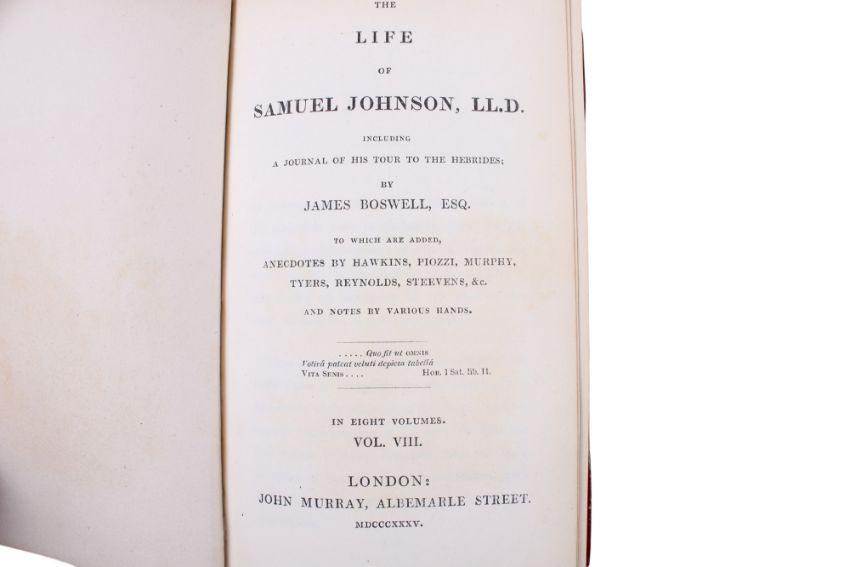 THE
LIFE
OF
SAMUEL JOHNSON, LL.D.
INCLUDING
A JOURNAL OF HIS TOUR TO THE HEBRIDES;
BY
JAMES BOSWELL, ESQ.
TO WHICH ARE ADDED,
ANECDOTES BY HAWKINS, PIOZZI, MURPHY,
TYERS, REYNOLDS, STEEVENS, &c.
AND NOTES BY VARIOUS HANDS.
..... Quo fit ut OMNIS
Votivâ pateat veluti depicta tabellâ
VITA SENIS.... HOR. 1 Sat. lib. II.
IN EIGHT VOLUMES.
VOL. VIII.
LONDON:
JOHN MURRAY, ALBEMARLE STREET.
MDCCCXXXV.